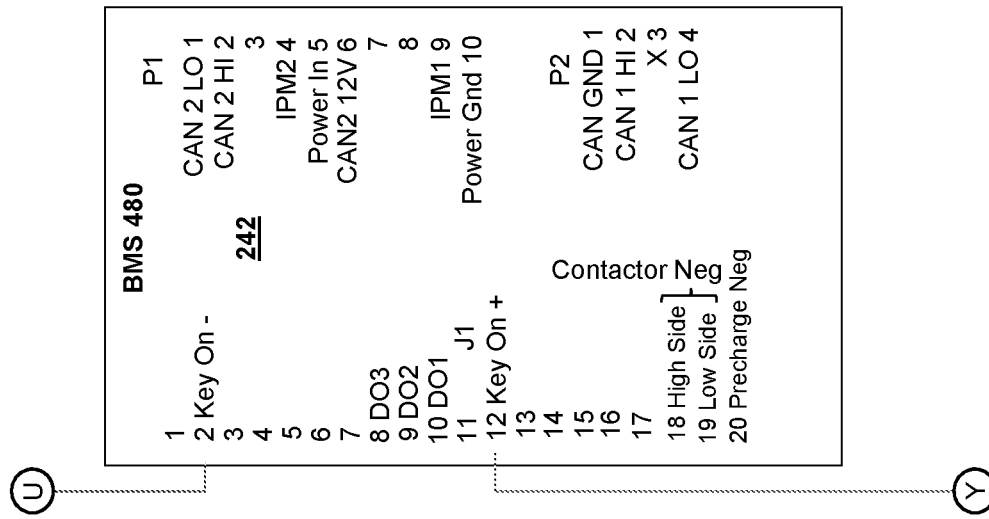 BMS 480
242
P1
CAN 2 LO 1
CAN 2 HI 2
3
IPM2 4
Power In 5
CAN2 12V 6
7
8
IPM1 9
Power Gnd 10
P2
CAN GND 1
CAN 1 HI 2
X 3
CAN 1 LO 4
J1
1
2 Key On -
3
4
5
6
7
8 DO3
9 DO2
10 DO1
11
12 Key On +
13
14
15
16
17
Contactor Neg
18 High Side
19 Low Side
20 Precharge Neg
U
Y